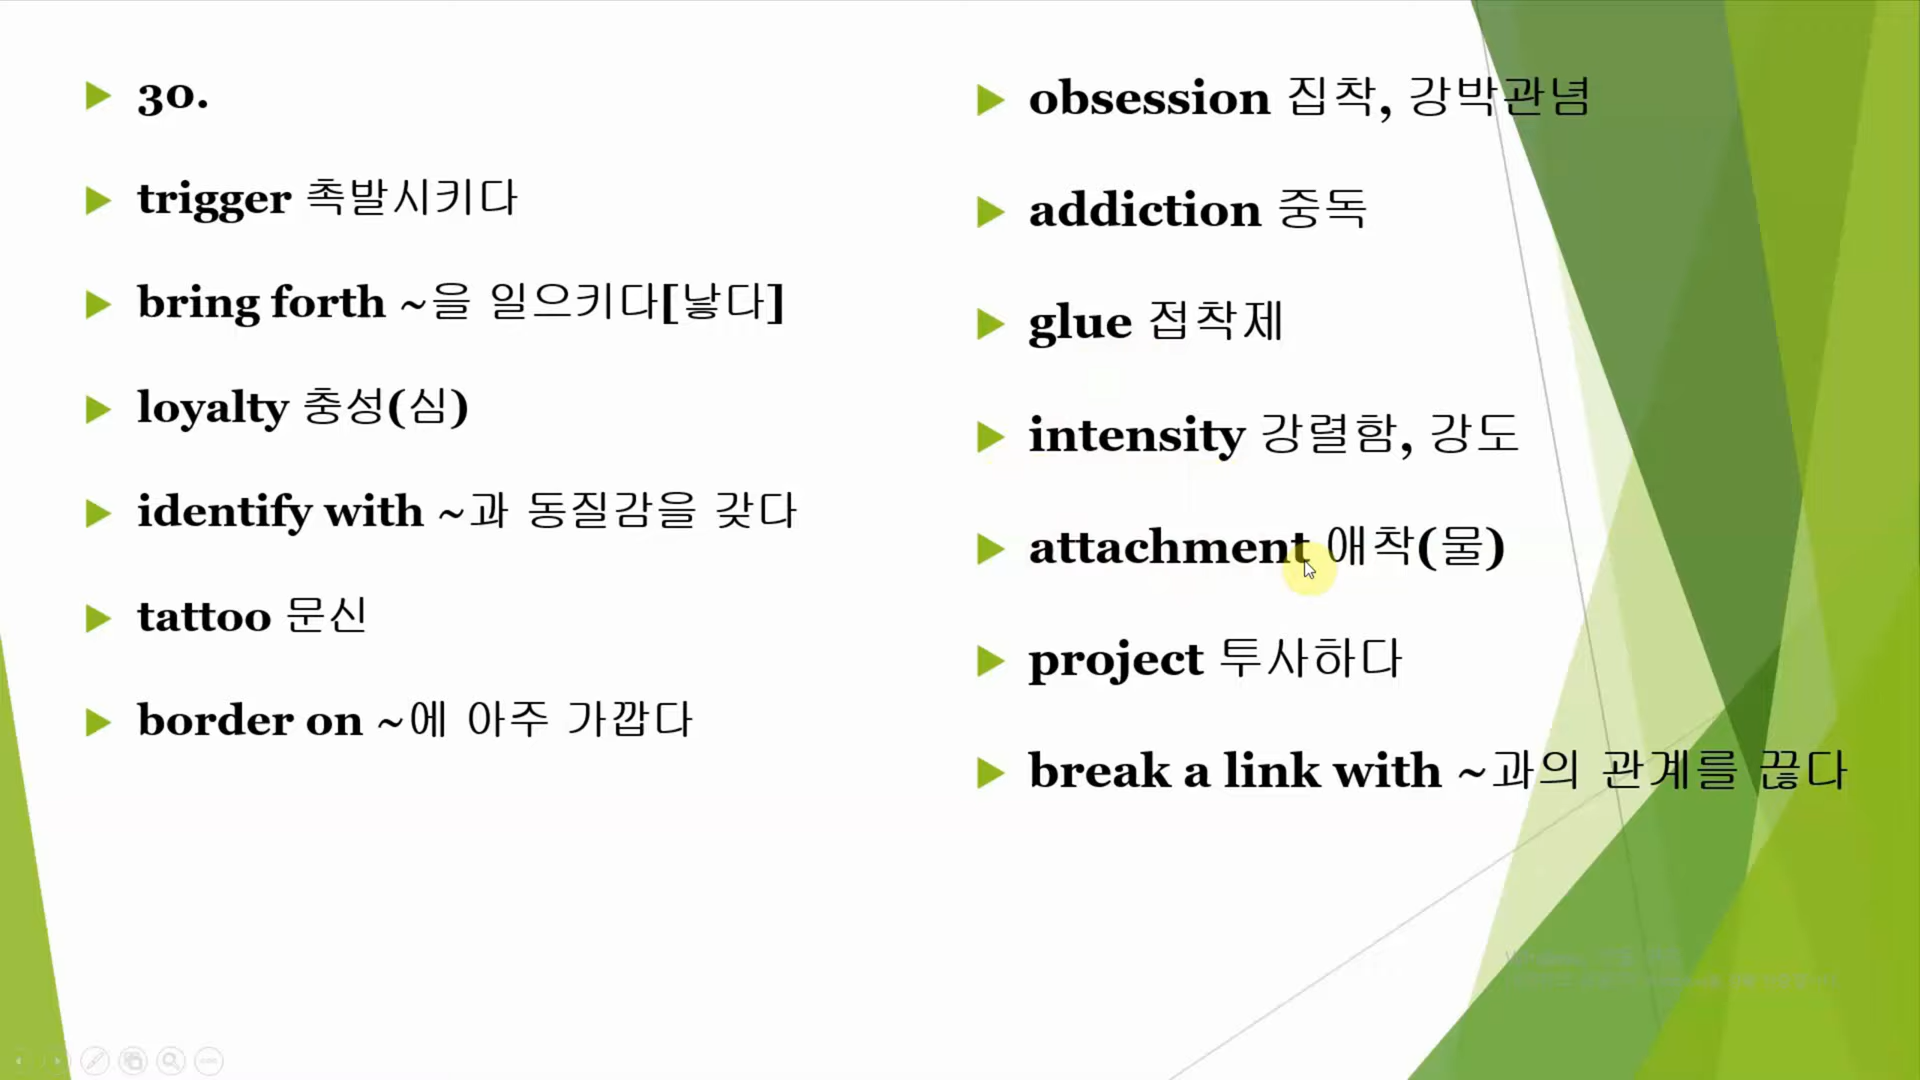 30.
trigger 촉발시키다
bring forth ~을 일으키다[낳다]
loyalty 충성(심)
identify with ~과 동질감을 갖다
tattoo 문신
border on ~에 아주 가깝다
obsession 집착, 강박관념
addiction 중독
glue 접착제
intensity 강렬함, 강도
attachment 애착(물)
project 투사하다
break a link with ~과의 관계를 끊다